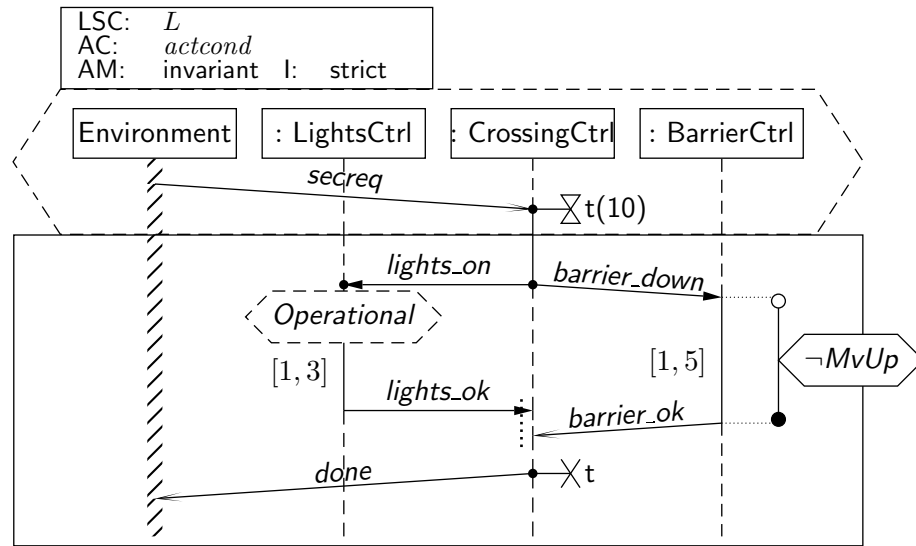 LSC: L
AC: actcond
AM: invariant I: strict
Environment : LightsCtrl : CrossingCtrl : BarrierCtrl
secreq
t(10)
lights_on barrier_down
Operational
[1, 3] [1, 5] ¬MvUp
lights_ok
barrier_ok
done t